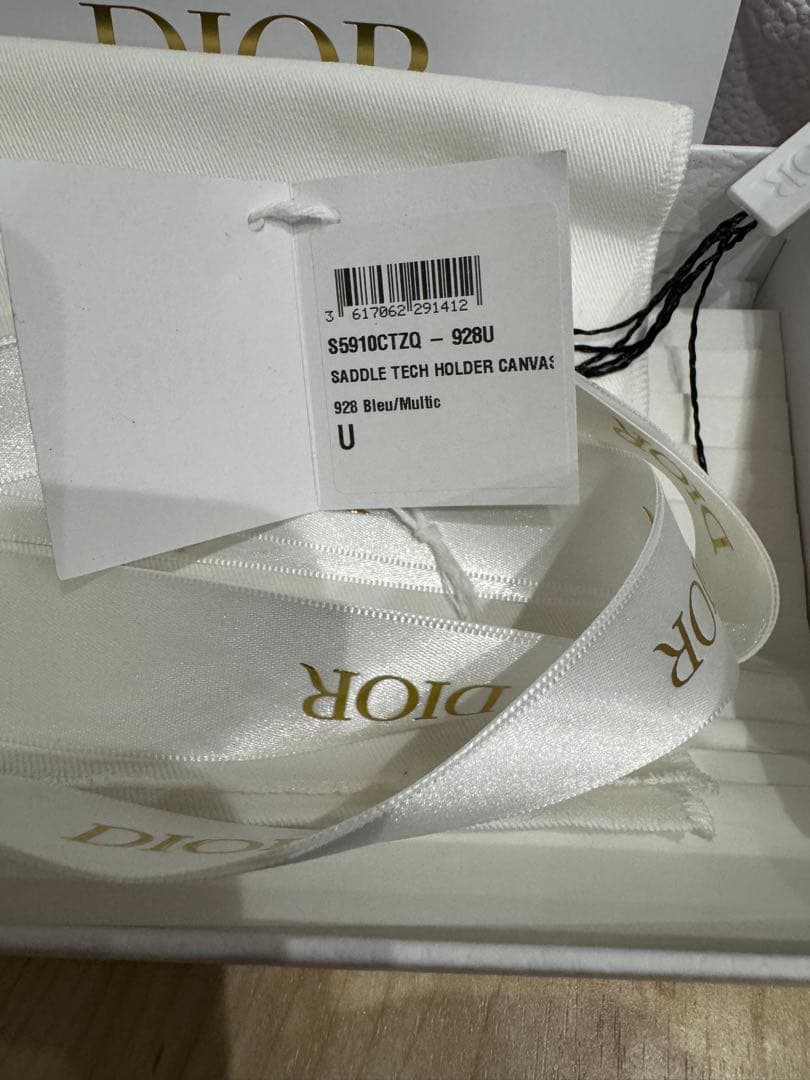 DIOR
3 617062 291412
S5910CTZQ – 928U
SADDLE TECH HOLDER CANVAS
928 Bleu/Multic
U
DIOR
DIOR
DIOR
DIOR